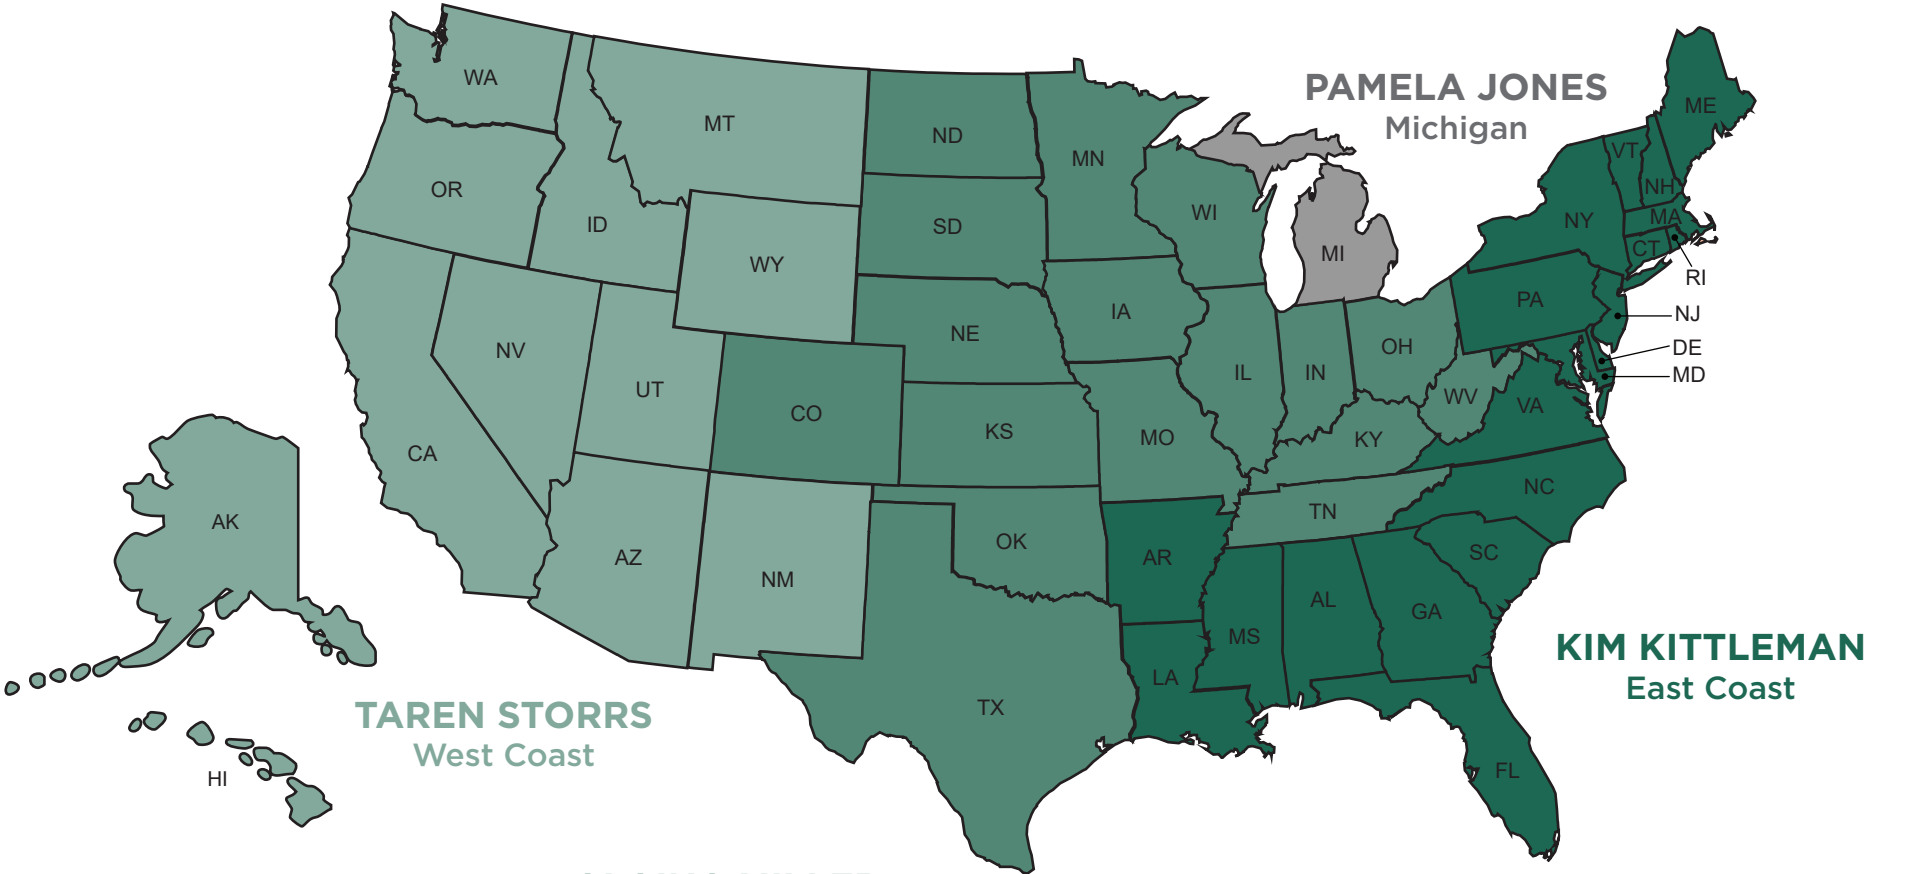 PAMELA JONES
Michigan
WA
MT
ND
MN
ME
VT
NH
OR
ID
SD
WI
NY
MA
CT
RI
WY
MI
PA
NJ
NV
NE
IA
OH
DE
MD
UT
CO
IL
IN
WV
VA
CA
KS
MO
KY
NC
AK
AZ
NM
OK
AR
TN
SC
MS
AL
GA
KIM KITTLEMAN
East Coast
LA
TX
TAREN STORRS
West Coast
HI
FL